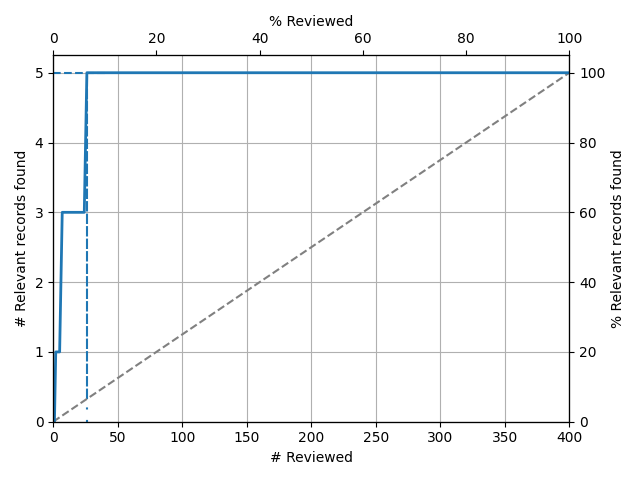 % Reviewed
0 20 40 60 80 100
5 100
4 80
3 60
2 40
1 20
0 0
# Relevant records found
% Relevant records found
0 50 100 150 200 250 300 350 400
# Reviewed